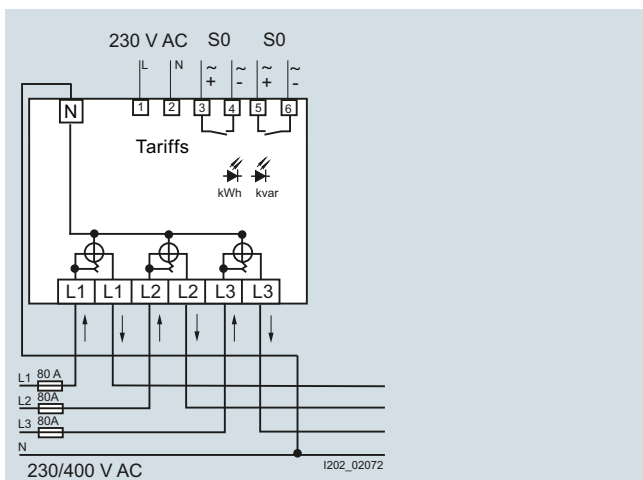 230 V AC S0 S0
L N ~ ~ ~ ~
+ - + -
N 1 2 3 4 5 6
Tariffs
kWh kvar
L1 L1 L2 L2 L3 L3
L1 80 A
L2 80A
L3 80A
N
230/400 V AC
I202_02072